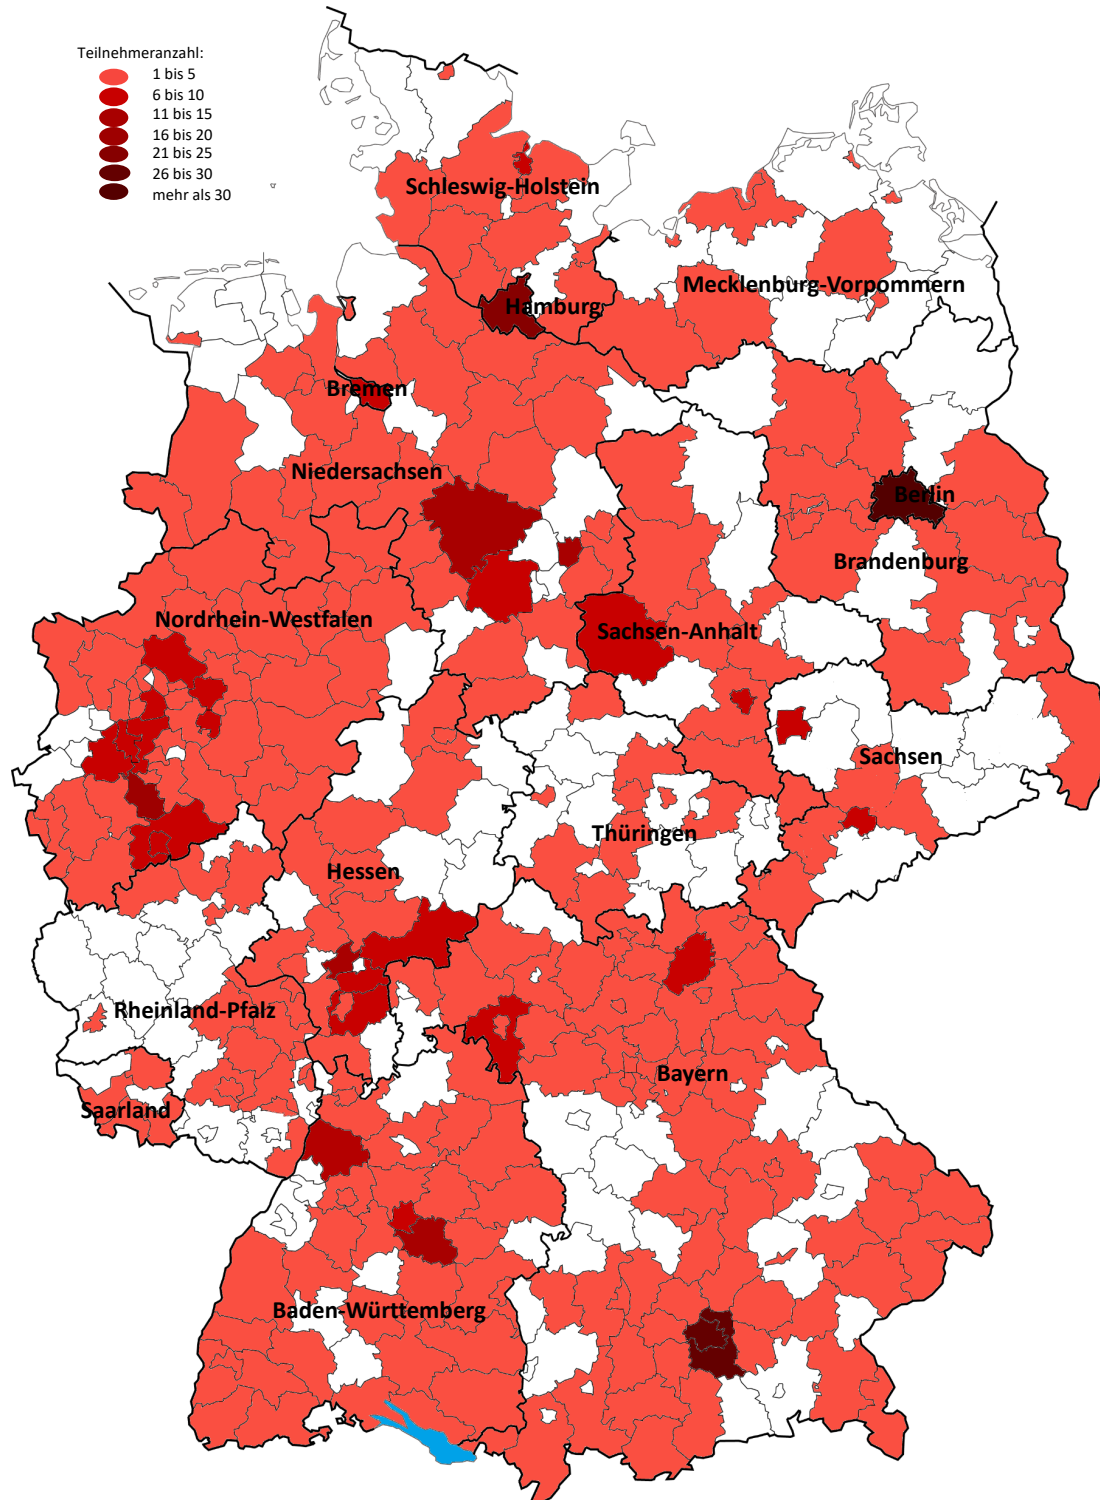 Teilnehmeranzahl:
1 bis 5
6 bis 10
11 bis 15
16 bis 20
21 bis 25
26 bis 30
mehr als 30
Schleswig-Holstein
Mecklenburg-Vorpommern
Hamburg
Bremen
Niedersachsen
Berlin
Brandenburg
Nordrhein-Westfalen
Sachsen-Anhalt
Sachsen
Thüringen
Hessen
Rheinland-Pfalz
Bayern
Saarland
Baden-Württemberg